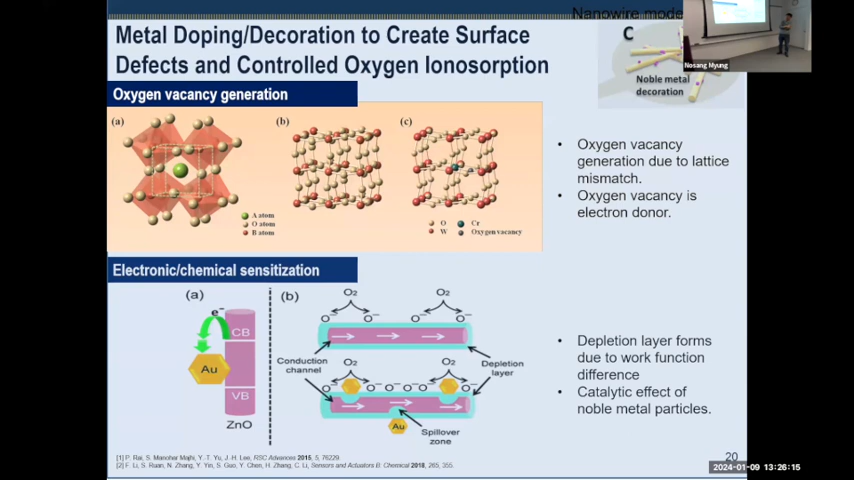 Nanowire mode
Metal Doping/Decoration to Create Surface
Defects and Controlled Oxygen Ionosorption
C
Noble metal
decoration
Nosang Myung
Oxygen vacancy generation
(a)
(b)
(c)
A atom
O atom
B atom
O
Cr
W
Oxygen vacancy
• Oxygen vacancy
generation due to lattice
mismatch.
• Oxygen vacancy is
electron donor.
Electronic/chemical sensitization
(a)
e⁻
CB
Au
VB
ZnO
(b)
O₂
O₂
O⁻ O⁻ O⁻ O⁻
Conduction
channel
Depletion
layer
O₂
O₂
O⁻ O⁻ O⁻ O⁻ O⁻ O⁻
Au
Spillover
zone
• Depletion layer forms
due to work function
difference
• Catalytic effect of
noble metal particles.
[1] P. Rai, S. Manohar Majhi, Y.-T. Yu, J.-H. Lee, RSC Advances 2015, 5, 76229.
[2] F. Li, S. Ruan, N. Zhang, Y. Yin, S. Guo, Y. Chen, H. Zhang, C. Li, Sensors and Actuators B: Chemical 2018, 265, 355.
20
2024-01-09 13:26:15